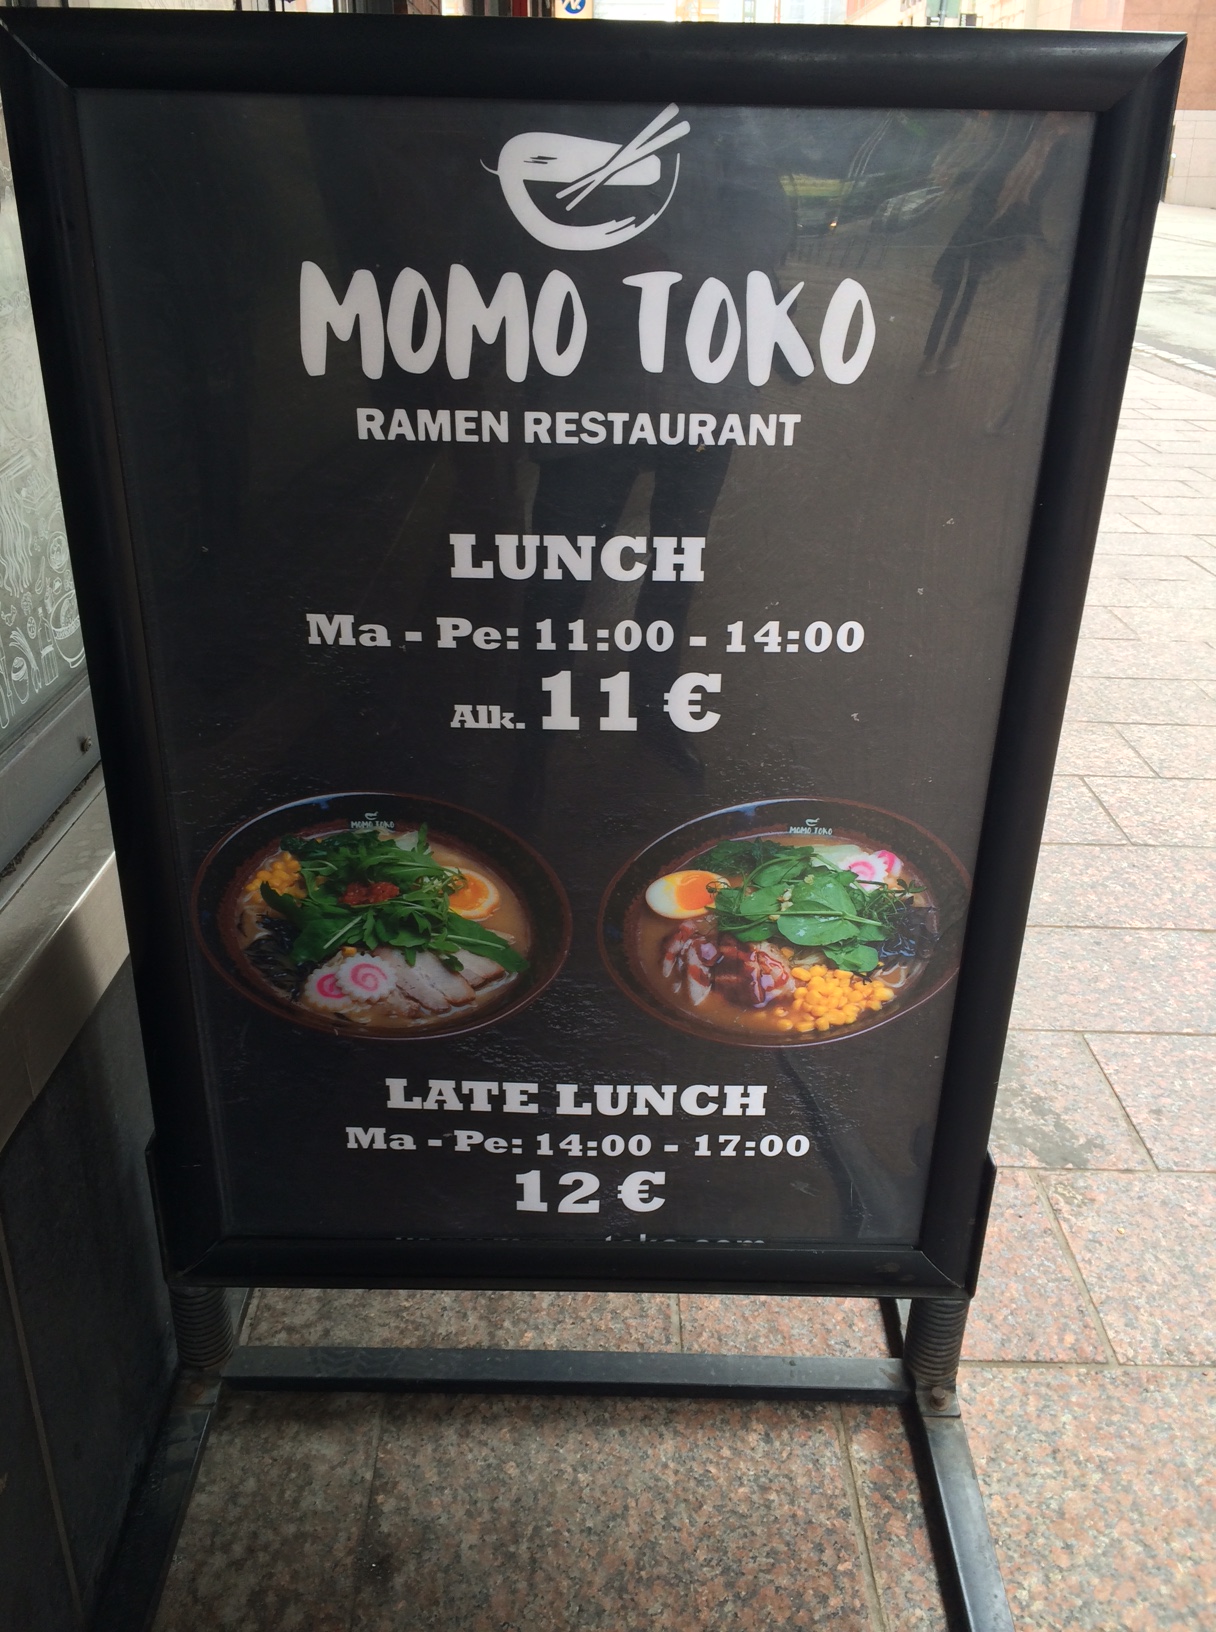 MOMO TOKO
RAMEN RESTAURANT
LUNCH
Ma - Pe: 11:00 - 14:00
Alk. 11 €
MOMO TOKO
MOMO TOKO
LATE LUNCH
Ma - Pe: 14:00 - 17:00
12 €